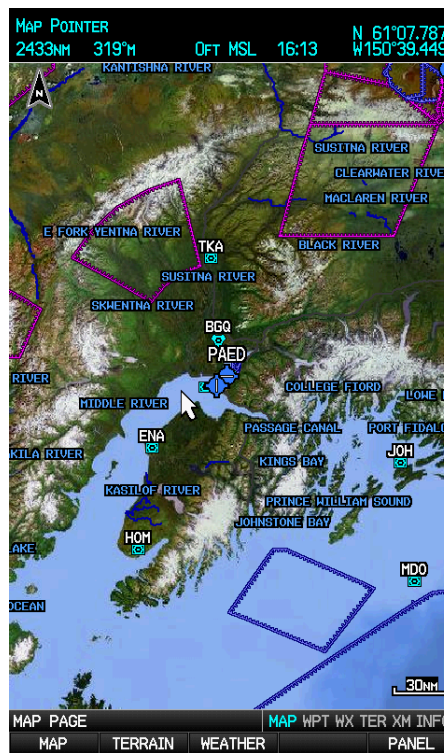 MAP POINTER
2433NM 319°M 0FT MSL 16:13 N 61°07.787
W150°39.449
KANTISHNA RIVER
N
SUSITNA RIVER
CLEARWATER RIVE
MACLAREN RIVER
E FORK YENTNA RIVER
BLACK RIVER
TKA
SUSITNA RIVER
SKWENTNA RIVER
BGQ
PAED
RIVER
COLLEGE FIORD
LOWE
MIDDLE RIVER
PASSAGE CANAL
PORT FIDALG
ENA
JOH
KILA RIVER
KINGS BAY
KASILOF RIVER
PRINCE WILLIAM SOUND
JOHNSTONE BAY
HOM
LAKE
MDO
OCEAN
30NM
MAP PAGE MAP WPT WX TER XM INFO
MAP TERRAIN WEATHER PANEL